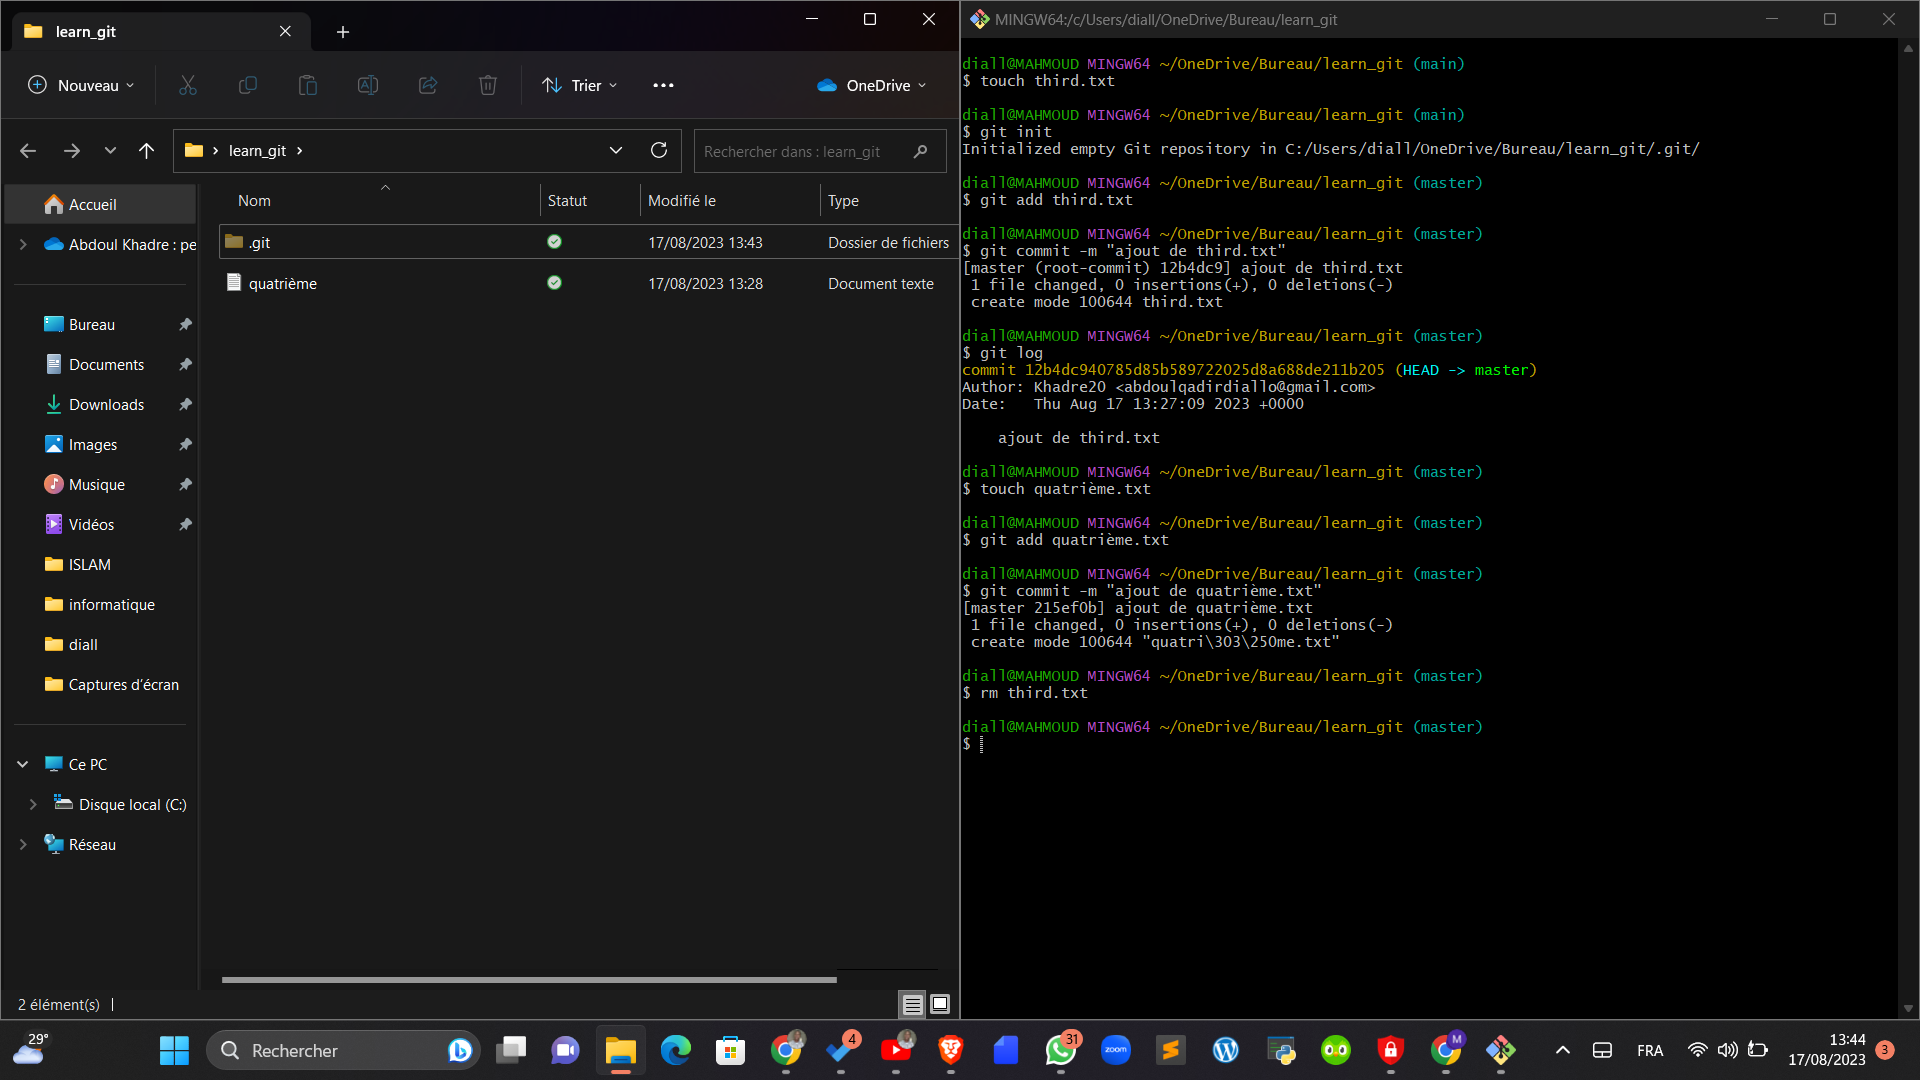 learn_git
Nouveau
Trier
OneDrive
learn_git
Rechercher dans : learn_git
Nom
Statut
Modifié le
Type
Accueil
Abdoul Khadre : pe
.git
17/08/2023 13:43
Dossier de fichiers
quatrième
17/08/2023 13:28
Document texte
Bureau
Documents
Downloads
Images
Musique
Vidéos
ISLAM
informatique
diall
Captures d'écran
Ce PC
Disque local (C:)
Réseau
2 élément(s)
MINGW64:/c/Users/diall/OneDrive/Bureau/learn_git
diall@MAHMOUD MINGW64 ~/OneDrive/Bureau/learn_git (main)
$ touch third.txt
diall@MAHMOUD MINGW64 ~/OneDrive/Bureau/learn_git (main)
$ git init
Initialized empty Git repository in C:/Users/diall/OneDrive/Bureau/learn_git/.git/
diall@MAHMOUD MINGW64 ~/OneDrive/Bureau/learn_git (master)
$ git add third.txt
diall@MAHMOUD MINGW64 ~/OneDrive/Bureau/learn_git (master)
$ git commit -m "ajout de third.txt"
[master (root-commit) 12b4dc9] ajout de third.txt
1 file changed, 0 insertions(+), 0 deletions(-)
create mode 100644 third.txt
diall@MAHMOUD MINGW64 ~/OneDrive/Bureau/learn_git (master)
$ git log
commit 12b4dc940785d85b589722025d8a688de211b205 (HEAD -> master)
Author: Khadre20 <abdoulqadirdiallo@gmail.com>
Date:   Thu Aug 17 13:27:09 2023 +0000
ajout de third.txt
diall@MAHMOUD MINGW64 ~/OneDrive/Bureau/learn_git (master)
$ touch quatrième.txt
diall@MAHMOUD MINGW64 ~/OneDrive/Bureau/learn_git (master)
$ git add quatrième.txt
diall@MAHMOUD MINGW64 ~/OneDrive/Bureau/learn_git (master)
$ git commit -m "ajout de quatrième.txt"
[master 215ef0b] ajout de quatrième.txt
1 file changed, 0 insertions(+), 0 deletions(-)
create mode 100644 "quatri\303\250me.txt"
diall@MAHMOUD MINGW64 ~/OneDrive/Bureau/learn_git (master)
$ rm third.txt
diall@MAHMOUD MINGW64 ~/OneDrive/Bureau/learn_git (master)
$
29°
Rechercher
4
31
zoom
M
FRA
13:44
17/08/2023
3